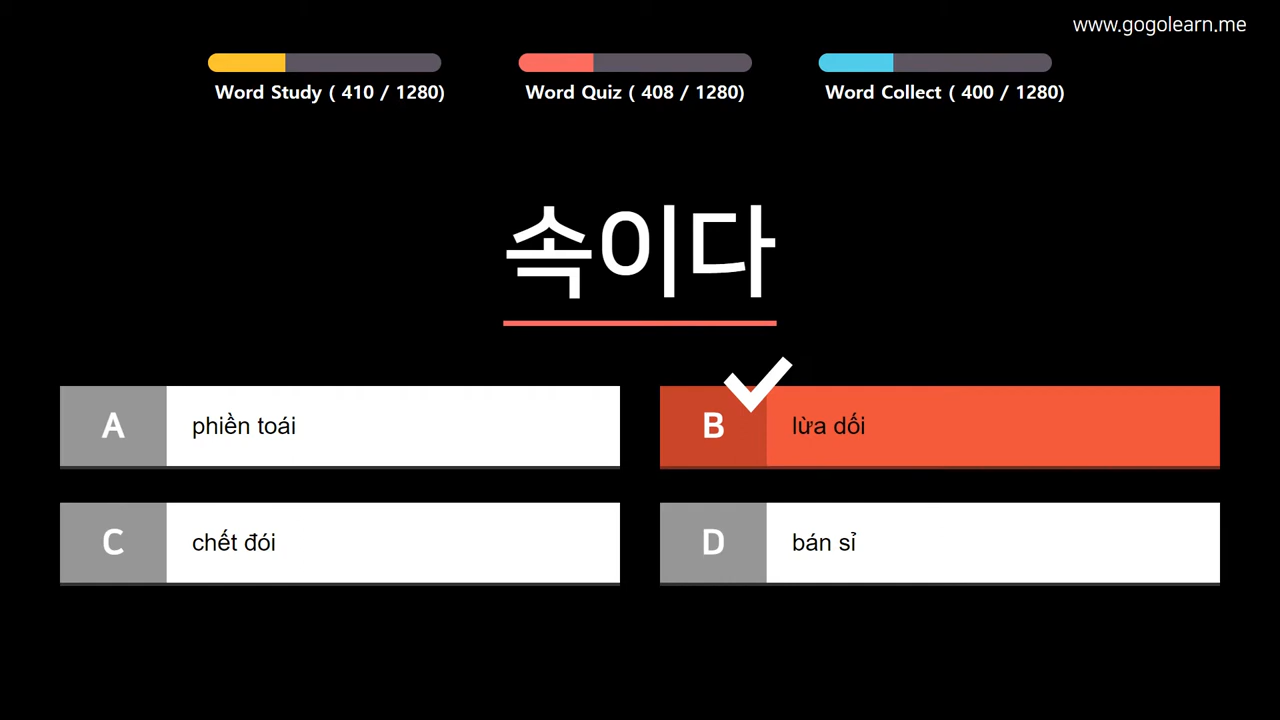 www.gogolearn.me
Word Study ( 410 / 1280)
Word Quiz ( 408 / 1280)
Word Collect ( 400 / 1280)
속이다
A phiền toái
B lừa dối
C chết đói
D bán sỉ